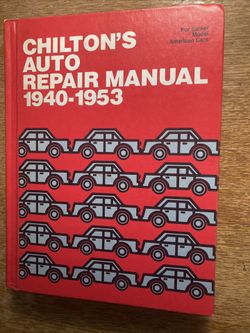 CHILTON'S
AUTO
REPAIR MANUAL
1940-1953
For Earlier
Model
American Cars